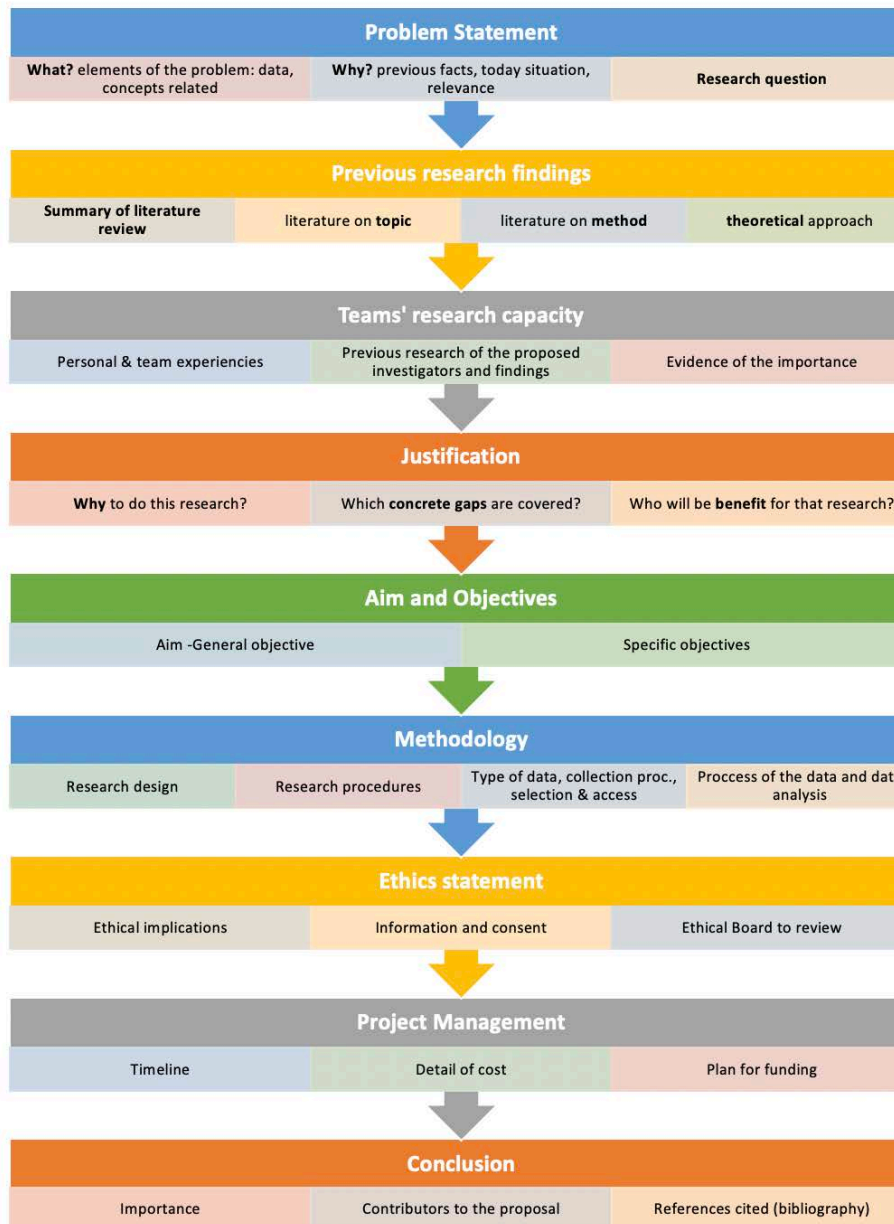 Problem Statement
What? elements of the problem: data,
concepts related
Why? previous facts, today situation,
relevance
Research question
Previous research findings
Summary of literature
review
literature on topic
literature on method
theoretical approach
Teams' research capacity
Personal & team experiencies
Previous research of the proposed
investigators and findings
Evidence of the importance
Justification
Why to do this research?
Which concrete gaps are covered?
Who will be benefit for that research?
Aim and Objectives
Aim -General objective
Specific objectives
Methodology
Research design
Research procedures
Type of data, collection proc.,
selection & access
Proccess of the data and dat
analysis
Ethics statement
Ethical implications
Information and consent
Ethical Board to review
Project Management
Timeline
Detail of cost
Plan for funding
Conclusion
Importance
Contributors to the proposal
References cited (bibliography)